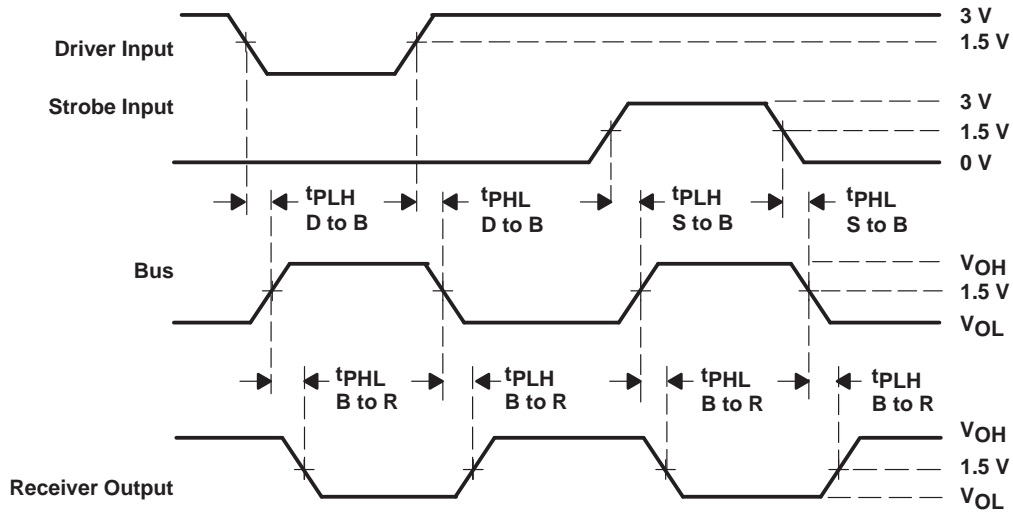 3 V
Driver Input
1.5 V
Strobe Input
3 V
1.5 V
0 V
tPLH
D to B
tPHL
D to B
tPLH
S to B
tPHL
S to B
Bus
VOH
1.5 V
VOL
tPHL
B to R
tPLH
B to R
tPHL
B to R
tPLH
B to R
VOH
1.5 V
Receiver Output
VOL